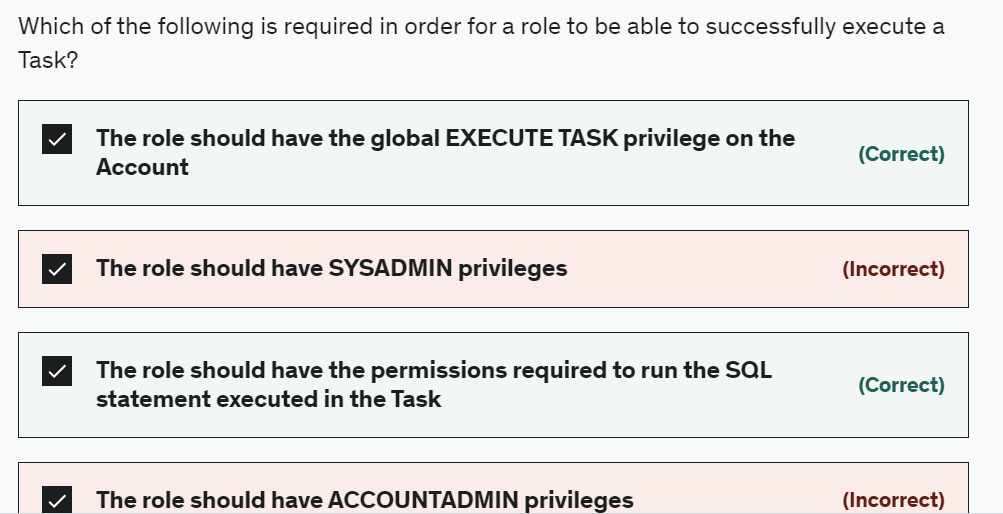 Which of the following is required in order for a role to be able to successfully execute a
Task?
The role should have the global EXECUTE TASK privilege on the
Account
(Correct)
The role should have SYSADMIN privileges
(Incorrect)
The role should have the permissions required to run the SQL
statement executed in the Task
(Correct)
The role should have ACCOUNTADMIN privileges
(Incorrect)